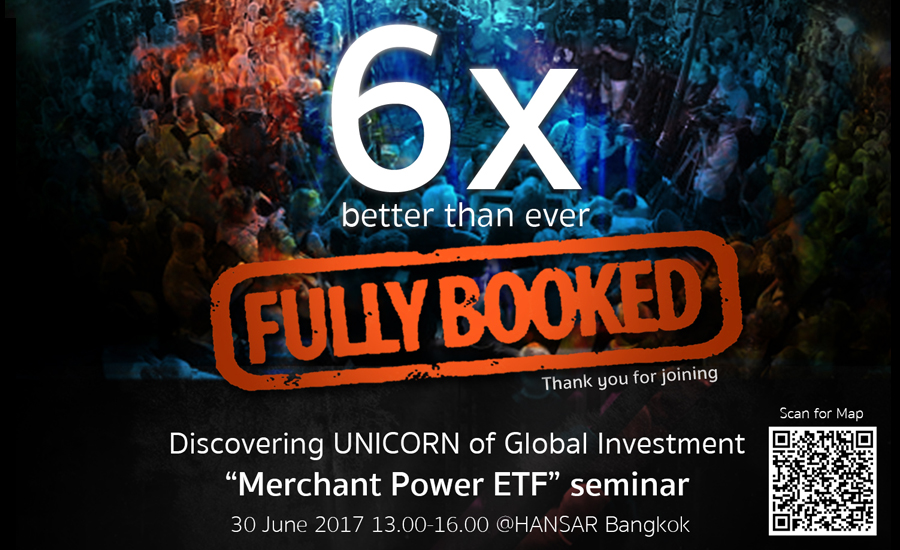 6x
better than ever
FULLY BOOKED
Thank you for joining
Scan for Map
Discovering UNICORN of Global Investment
“Merchant Power ETF” seminar
30 June 2017 13.00-16.00 @HANSAR Bangkok